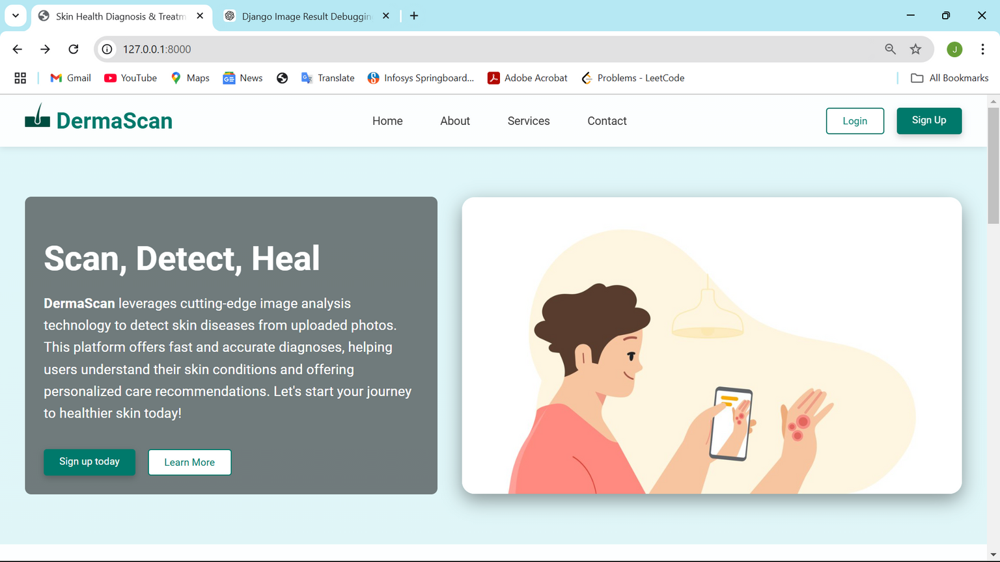 Skin Health Diagnosis & Treatm
Django Image Result Debuggin
127.0.0.1:8000
J
Gmail
YouTube
Maps
News
Translate
Infosys Springboard...
Adobe Acrobat
Problems - LeetCode
All Bookmarks
DermaScan
Home
About
Services
Contact
Login
Sign Up
Scan, Detect, Heal
DermaScan leverages cutting-edge image analysis
technology to detect skin diseases from uploaded photos.
This platform offers fast and accurate diagnoses, helping
users understand their skin conditions and offering
personalized care recommendations. Let's start your journey
to healthier skin today!
Sign up today
Learn More